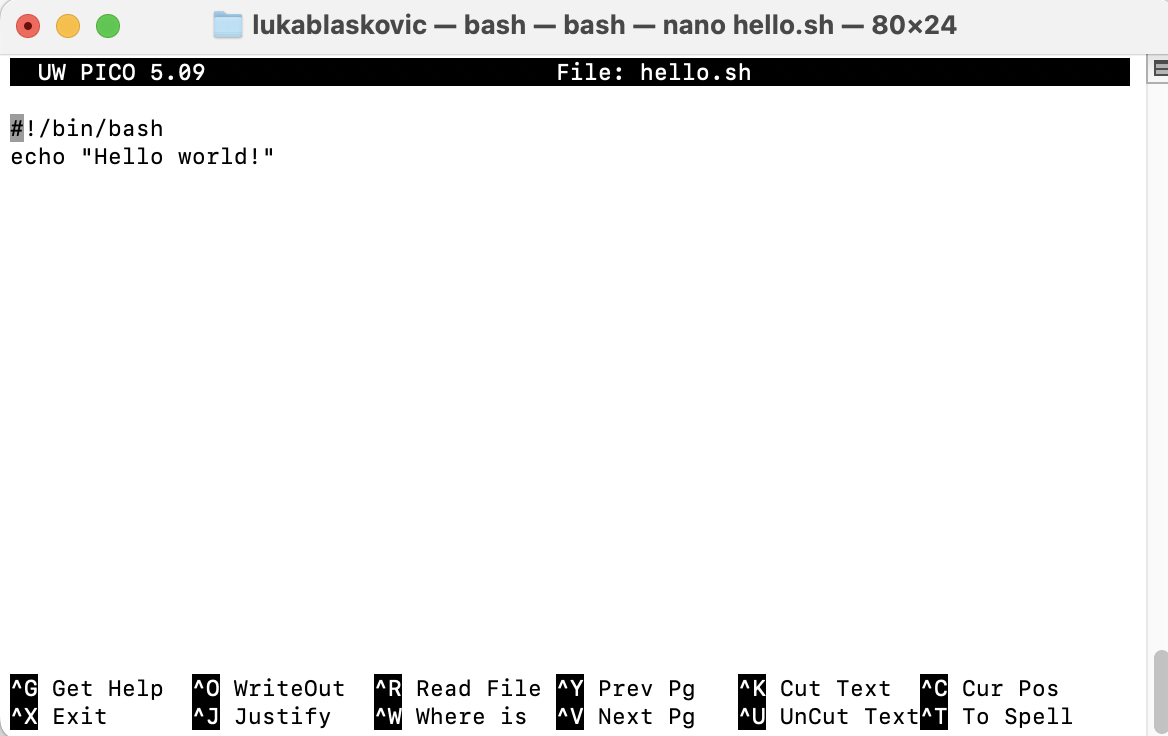 lukablaskovic — bash — bash — nano hello.sh — 80×24
UW PICO 5.09 File: hello.sh
#!/bin/bash
echo "Hello world!"
^G Get Help ^O WriteOut ^R Read File ^Y Prev Pg ^K Cut Text ^C Cur Pos
^X Exit ^J Justify ^W Where is ^V Next Pg ^U UnCut Text^T To Spell